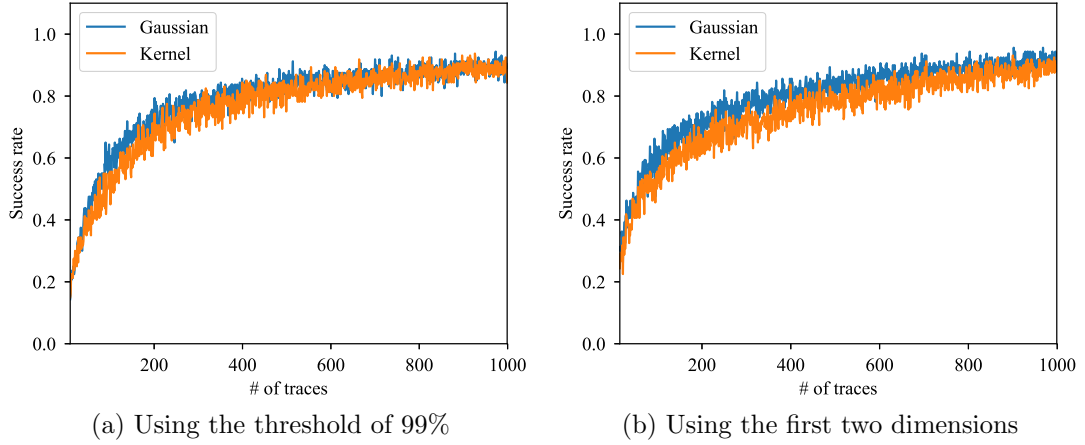 Gaussian
Kernel
1.0
0.8
0.6
0.4
0.2
0.0
Success rate
200 400 600 800 1000
# of traces
(a) Using the threshold of 99%
Gaussian
Kernel
1.0
0.8
0.6
0.4
0.2
0.0
Success rate
200 400 600 800 1000
# of traces
(b) Using the first two dimensions